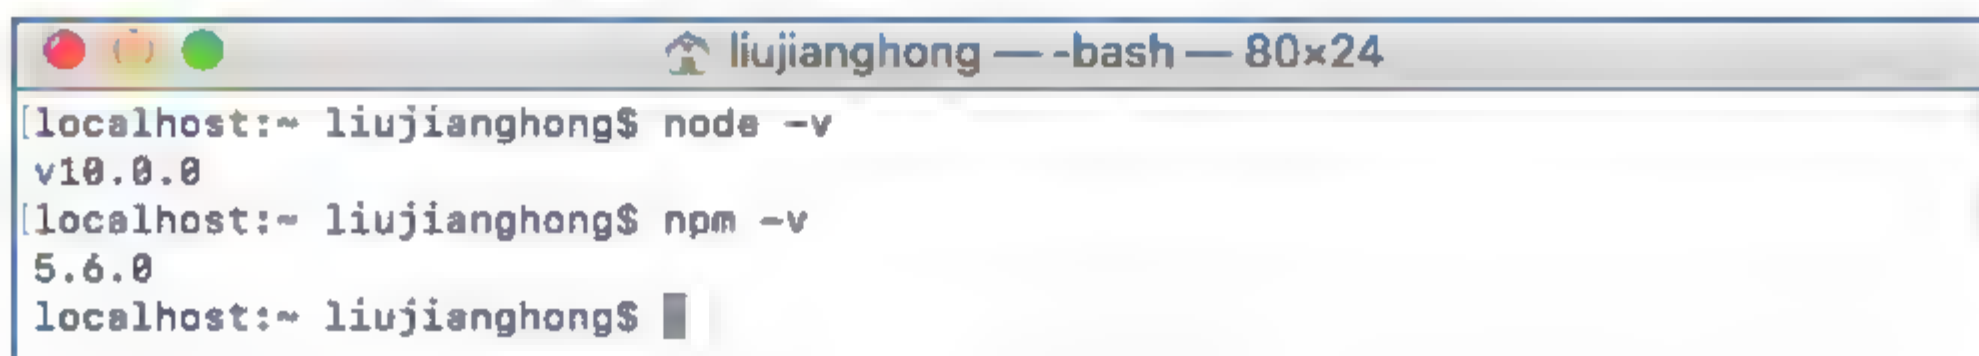 liujianghong — -bash — 80×24
[localhost:~ liujianghong$ node -v
v10.0.0
[localhost:~ liujianghong$ npm -v
5.6.0
localhost:~ liujianghong$